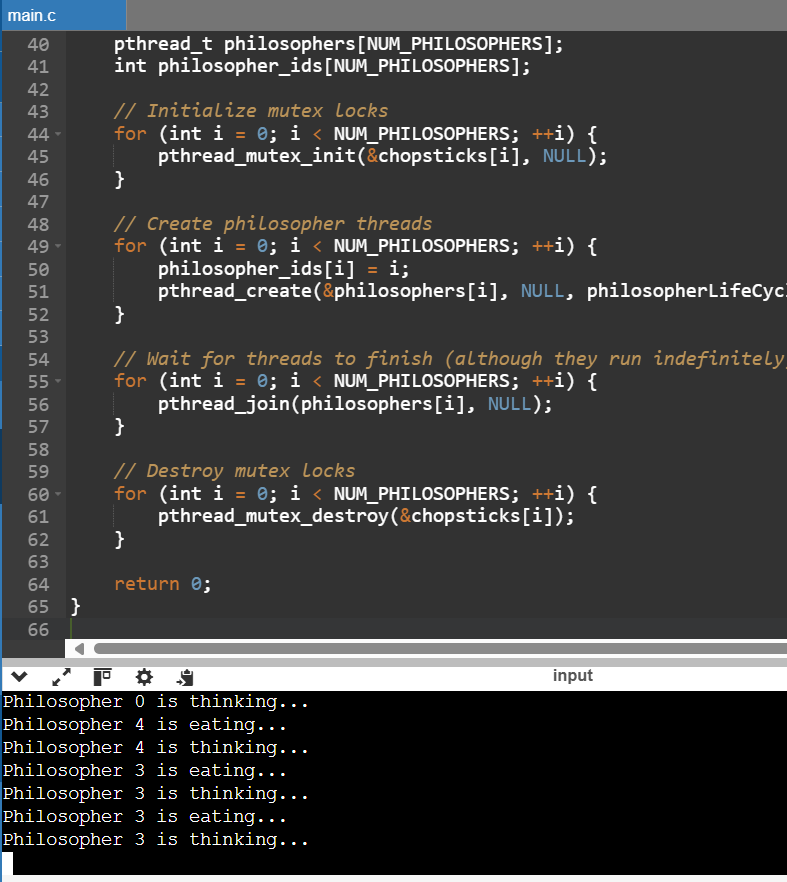 main.c
40 pthread_t philosophers[NUM_PHILOSOPHERS];
41 int philosopher_ids[NUM_PHILOSOPHERS];
42
43 // Initialize mutex locks
44 for (int i = 0; i < NUM_PHILOSOPHERS; ++i) {
45 pthread_mutex_init(&chopsticks[i], NULL);
46 }
47
48 // Create philosopher threads
49 for (int i = 0; i < NUM_PHILOSOPHERS; ++i) {
50 philosopher_ids[i] = i;
51 pthread_create(&philosophers[i], NULL, philosopherLifeCyc
52 }
53
54 // Wait for threads to finish (although they run indefinitely
55 for (int i = 0; i < NUM_PHILOSOPHERS; ++i) {
56 pthread_join(philosophers[i], NULL);
57 }
58
59 // Destroy mutex locks
60 for (int i = 0; i < NUM_PHILOSOPHERS; ++i) {
61 pthread_mutex_destroy(&chopsticks[i]);
62 }
63
64 return 0;
65 }
66
input
Philosopher 0 is thinking...
Philosopher 4 is eating...
Philosopher 4 is thinking...
Philosopher 3 is eating...
Philosopher 3 is thinking...
Philosopher 3 is eating...
Philosopher 3 is thinking...